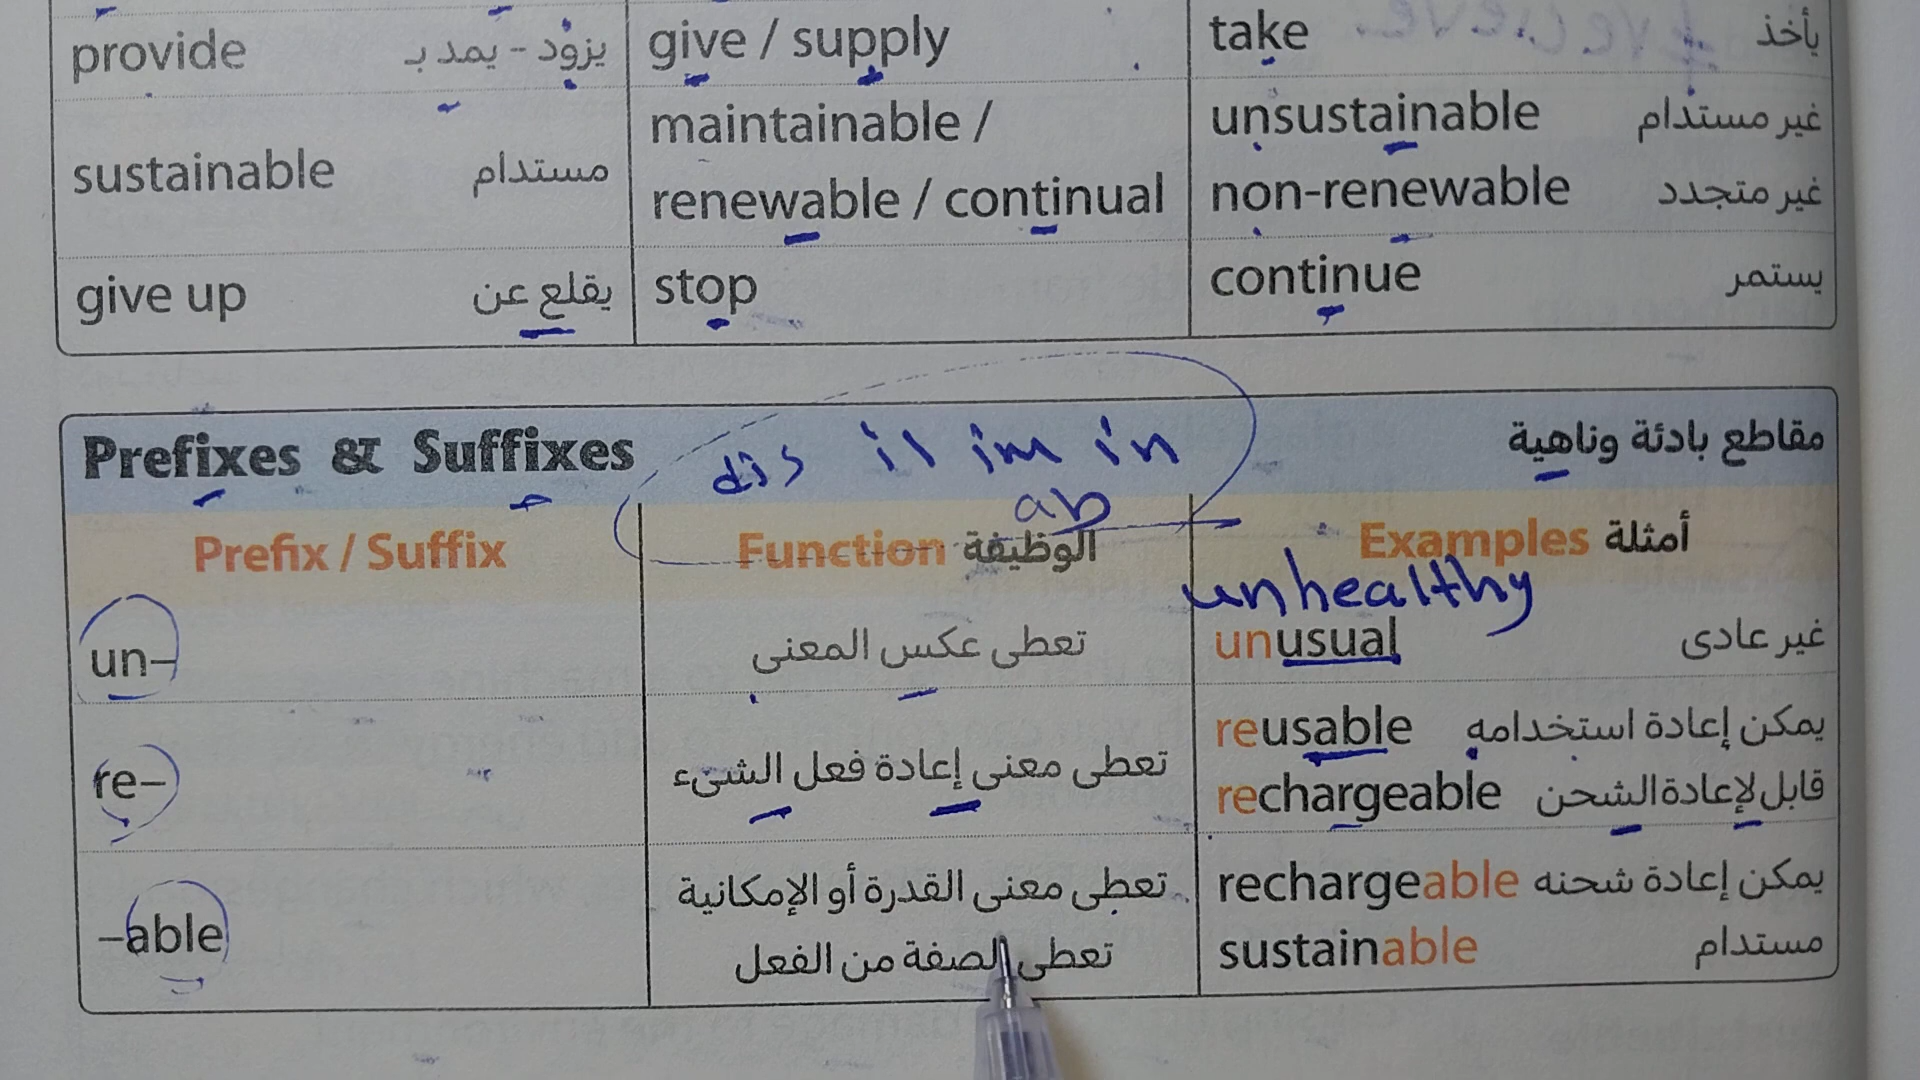 provide يزود - يمد بـ give / supply take يأخذ
sustainable مستدام maintainable / renewable / continual unsustainable غير مستدام
non-renewable غير متجدد
give up يقلع عن stop continue يستمر
Prefixes & Suffixes dis il im in مقاطع بادئة وناهية
ab
Prefix / Suffix Function الوظيفة Examples أمثلة
unhealthy
un- تعطى عكس المعنى unusual غير عادى
re- تعطى معنى إعادة فعل الشىء reusable يمكن إعادة استخدامه
rechargeable قابل لإعادة الشحن
-able تعطى معنى القدرة أو الإمكانية rechargeable يمكن إعادة شحنه
تعطى الصفة من الفعل sustainable مستدام